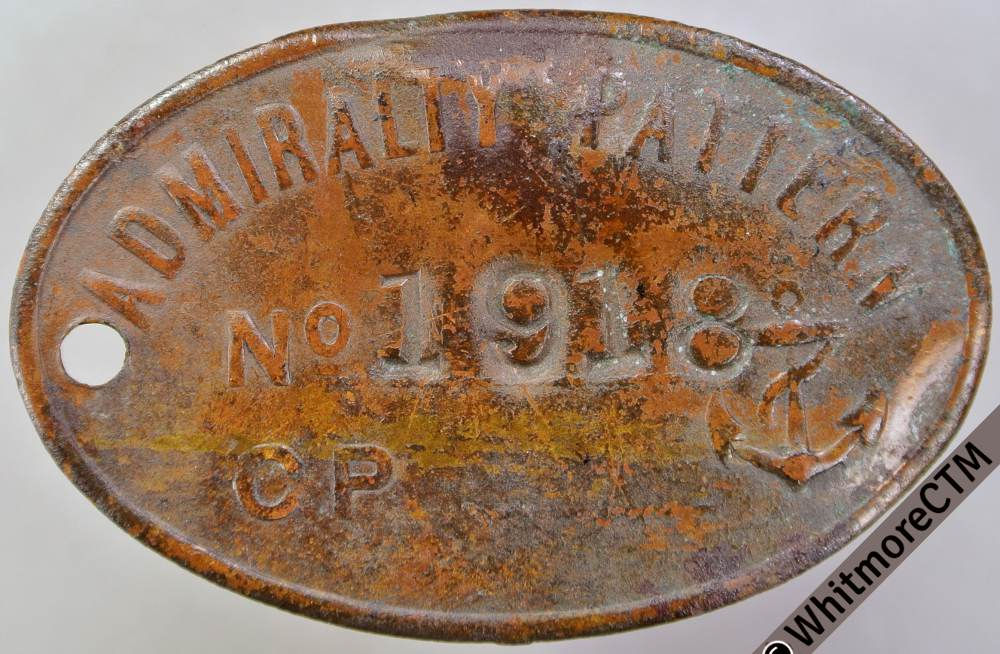 ADMIRALTY PATTERN
No 1918
CP
© WhitmoreCTM